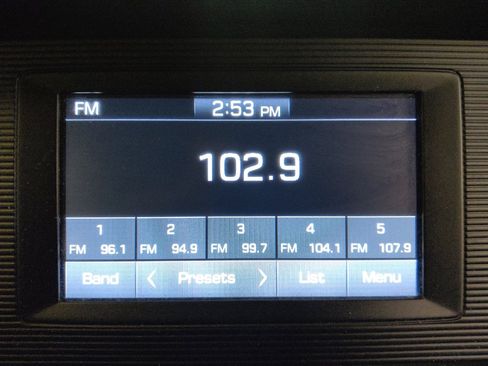 FM 2:53 PM
102.9
1 2 3 4 5
FM 96.1 FM 94.9 FM 99.7 FM 104.1 FM 107.9
Band < Presets > List Menu